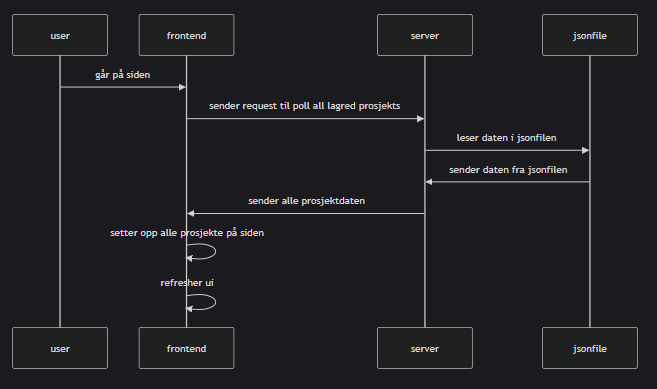 user
frontend
server
jsonfile
går på siden
sender request til poll all lagred prosjekts
leser daten i jsonfilen
sender daten fra jsonfilen
sender alle prosjektdaten
setter opp alle prosjekte på siden
refresher ui
user
frontend
server
jsonfile